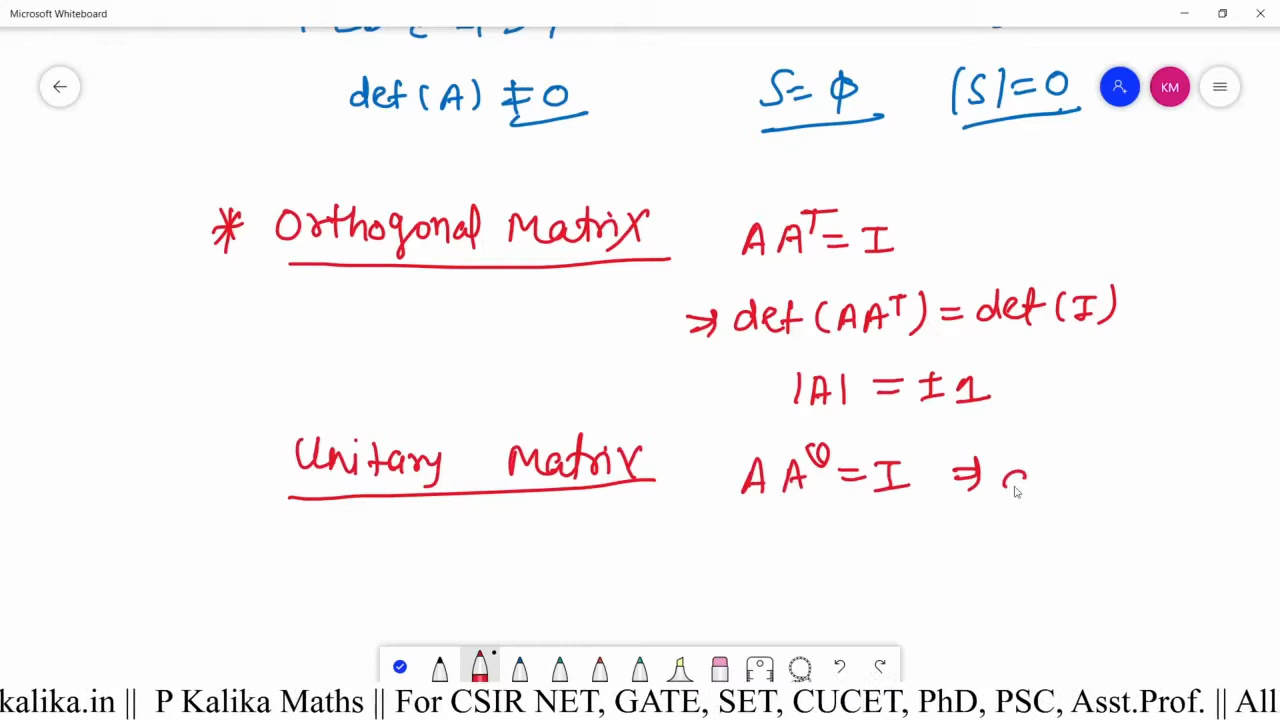 Microsoft Whiteboard
det(A) ≠ 0 S = ϕ |S| = 0
KM
* Orthogonal Matrix AAᵀ = I
⇒ det(AAᵀ) = det(I)
|A| = ±1
Unitary Matrix AA^θ = I ⇒
kalika.in || P Kalika Maths || For CSIR NET, GATE, SET, CUCET, PhD, PSC, Asst.Prof. || All